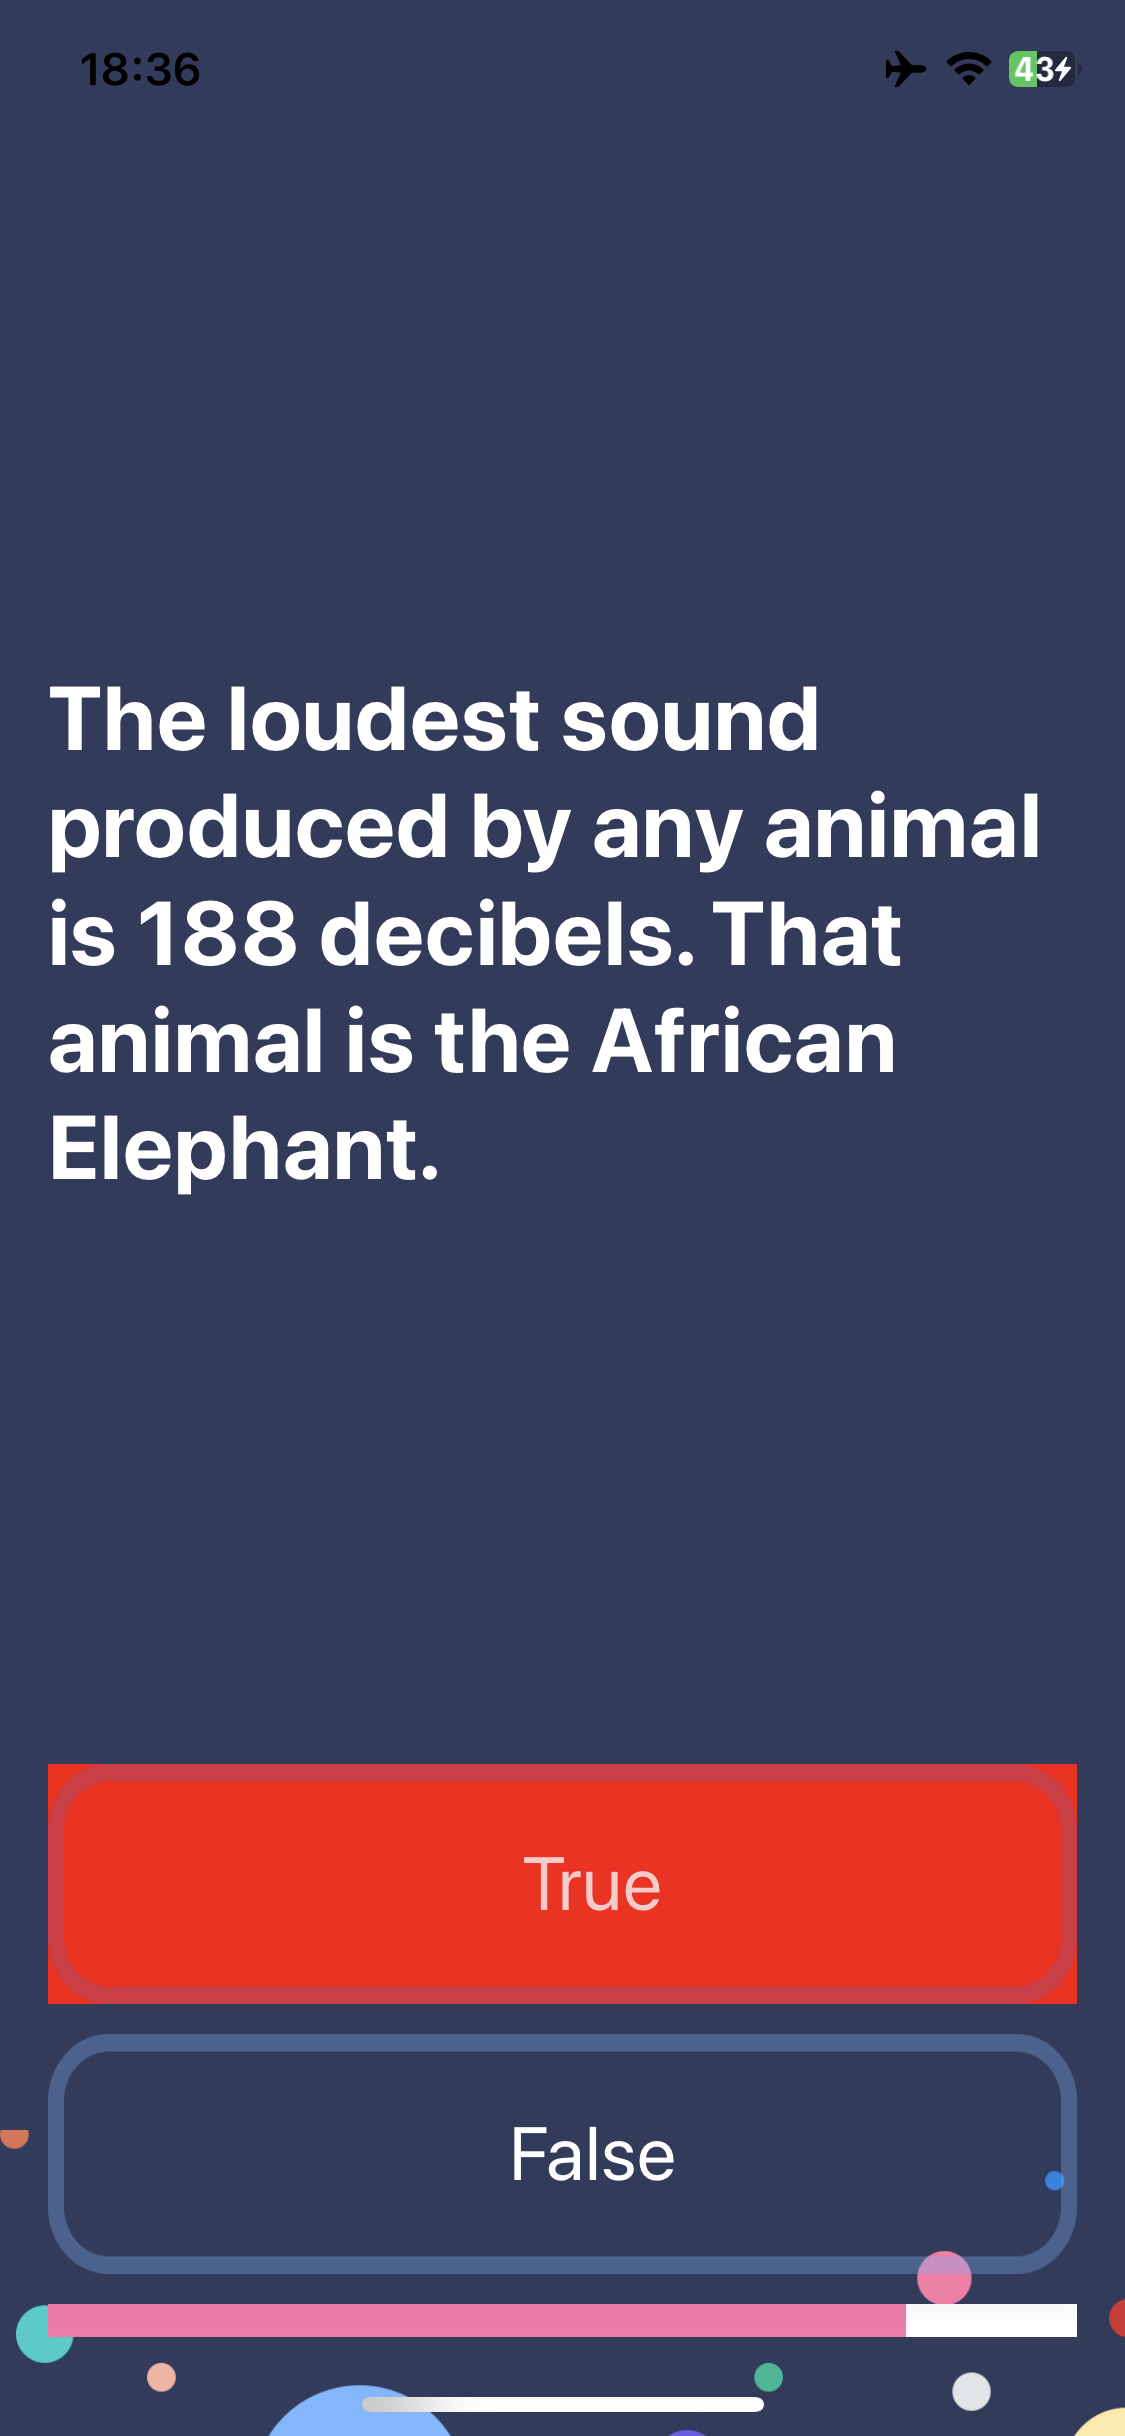 18:36
43
The loudest sound
produced by any animal
is 188 decibels. That
animal is the African
Elephant.
True
False